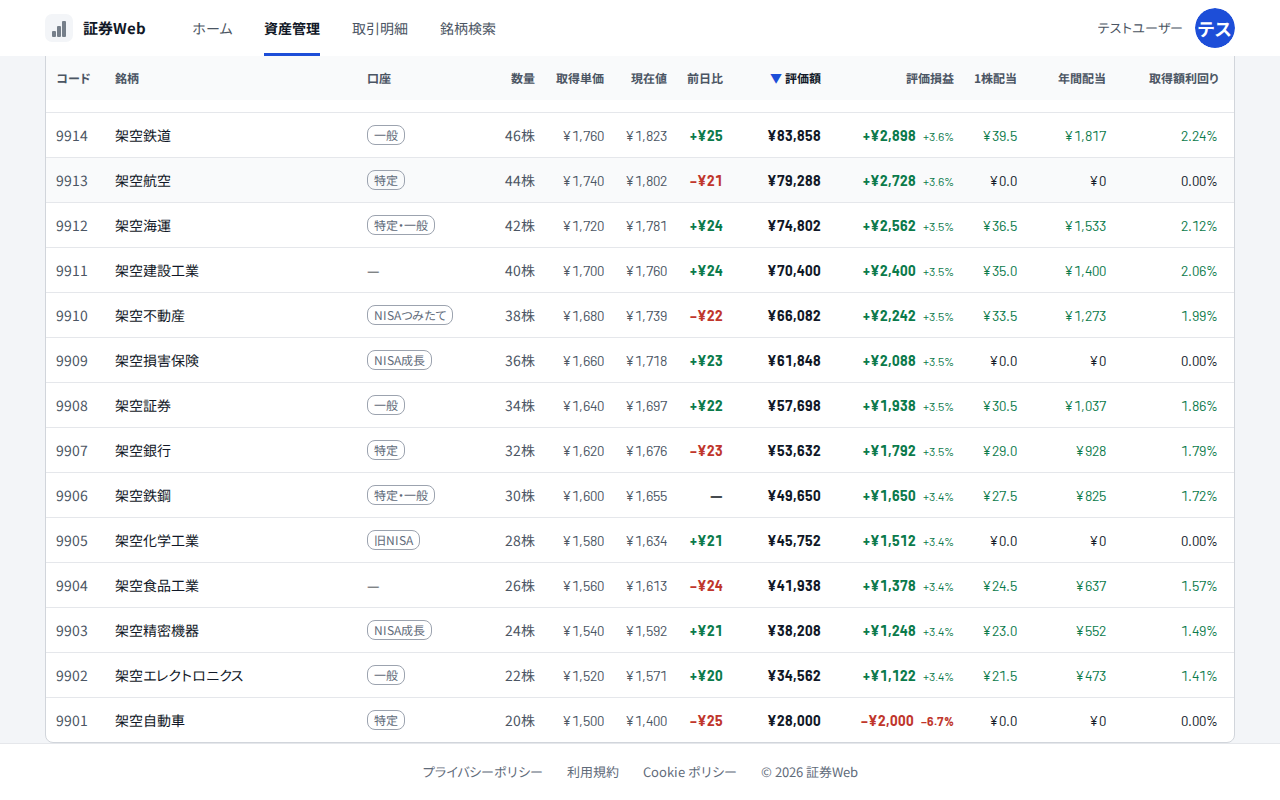 証券Web ホーム 資産管理 取引明細 銘柄検索 テストユーザー テス
コード 銘柄 口座 数量 取得単価 現在値 前日比 ▼評価額 評価損益 1株配当 年間配当 取得額利回り
9914 架空鉄道 一般 46株 ¥1,760 ¥1,823 +¥25 ¥83,858 +¥2,898 +3.6% ¥39.5 ¥1,817 2.24%
9913 架空航空 特定 44株 ¥1,740 ¥1,802 −¥21 ¥79,288 +¥2,728 +3.6% ¥0.0 ¥0 0.00%
9912 架空海運 特定・一般 42株 ¥1,720 ¥1,781 +¥24 ¥74,802 +¥2,562 +3.5% ¥36.5 ¥1,533 2.12%
9911 架空建設工業 — 40株 ¥1,700 ¥1,760 +¥24 ¥70,400 +¥2,400 +3.5% ¥35.0 ¥1,400 2.06%
9910 架空不動産 NISAつみたて 38株 ¥1,680 ¥1,739 −¥22 ¥66,082 +¥2,242 +3.5% ¥33.5 ¥1,273 1.99%
9909 架空損害保険 NISA成長 36株 ¥1,660 ¥1,718 +¥23 ¥61,848 +¥2,088 +3.5% ¥0.0 ¥0 0.00%
9908 架空証券 一般 34株 ¥1,640 ¥1,697 +¥22 ¥57,698 +¥1,938 +3.5% ¥30.5 ¥1,037 1.86%
9907 架空銀行 特定 32株 ¥1,620 ¥1,676 −¥23 ¥53,632 +¥1,792 +3.5% ¥29.0 ¥928 1.79%
9906 架空鉄鋼 特定・一般 30株 ¥1,600 ¥1,655 — ¥49,650 +¥1,650 +3.4% ¥27.5 ¥825 1.72%
9905 架空化学工業 旧NISA 28株 ¥1,580 ¥1,634 +¥21 ¥45,752 +¥1,512 +3.4% ¥0.0 ¥0 0.00%
9904 架空食品工業 — 26株 ¥1,560 ¥1,613 −¥24 ¥41,938 +¥1,378 +3.4% ¥24.5 ¥637 1.57%
9903 架空精密機器 NISA成長 24株 ¥1,540 ¥1,592 +¥21 ¥38,208 +¥1,248 +3.4% ¥23.0 ¥552 1.49%
9902 架空エレクトロニクス 一般 22株 ¥1,520 ¥1,571 +¥20 ¥34,562 +¥1,122 +3.4% ¥21.5 ¥473 1.41%
9901 架空自動車 特定 20株 ¥1,500 ¥1,400 −¥25 ¥28,000 −¥2,000 −6.7% ¥0.0 ¥0 0.00%
プライバシーポリシー 利用規約 Cookie ポリシー © 2026 証券Web